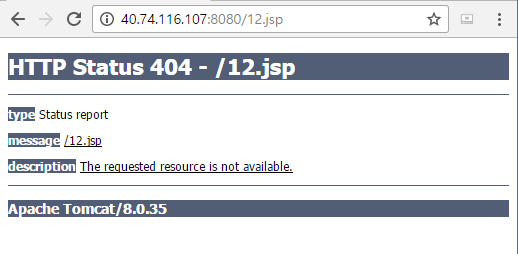 40.74.116.107:8080/12.jsp
HTTP Status 404 - /12.jsp
type Status report
message /12.jsp
description The requested resource is not available.
Apache Tomcat/8.0.35